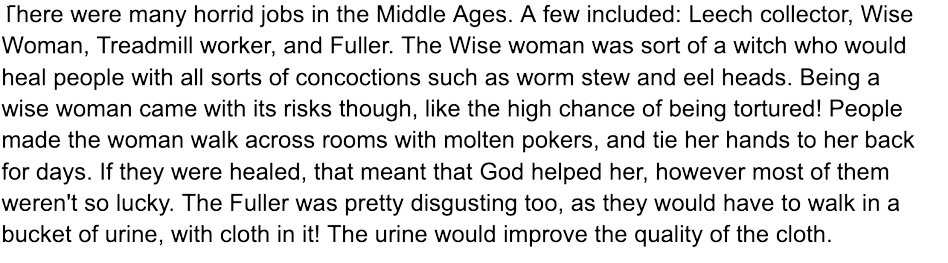 There were many horrid jobs in the Middle Ages. A few included: Leech collector, Wise
Woman, Treadmill worker, and Fuller. The Wise woman was sort of a witch who would
heal people with all sorts of concoctions such as worm stew and eel heads. Being a
wise woman came with its risks though, like the high chance of being tortured! People
made the woman walk across rooms with molten pokers, and tie her hands to her back
for days. If they were healed, that meant that God helped her, however most of them
weren't so lucky. The Fuller was pretty disgusting too, as they would have to walk in a
bucket of urine, with cloth in it! The urine would improve the quality of the cloth.